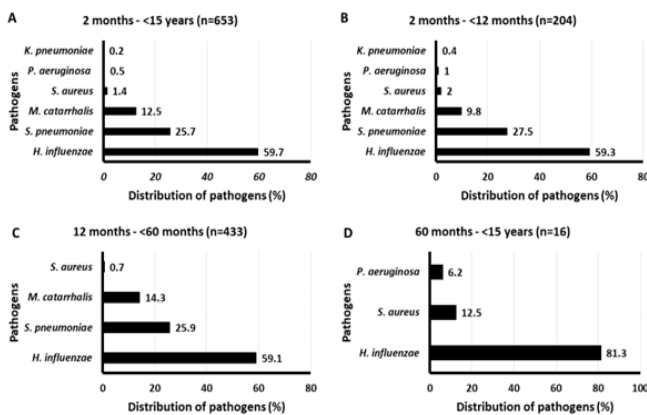 A
2 months - <15 years (n=653)
Pathogens
K. pneumoniae 0.2
P. aeruginosa 0.5
S. aureus 1.4
M. catarrhalis 12.5
S. pneumoniae 25.7
H. influenzae 59.7
0 20 40 60 80
Distribution of pathogens (%)
B
2 months - <12 months (n=204)
Pathogens
K. pneumoniae 0.4
P. aeruginosa 1
S. aureus 2
M. catarrhalis 9.8
S. pneumoniae 27.5
H. influenzae 59.3
0 20 40 60 80
Distribution of pathogens (%)
C
12 months - <60 months (n=433)
Pathogens
S. aureus 0.7
M. catarrhalis 14.3
S. pneumoniae 25.9
H. influenzae 59.1
0 20 40 60 80
Distribution of pathogens (%)
D
60 months - <15 years (n=16)
Pathogens
P. aeruginosa 6.2
S. aureus 12.5
H. influenzae 81.3
0 20 40 60 80 100
Distribution of pathogens (%)